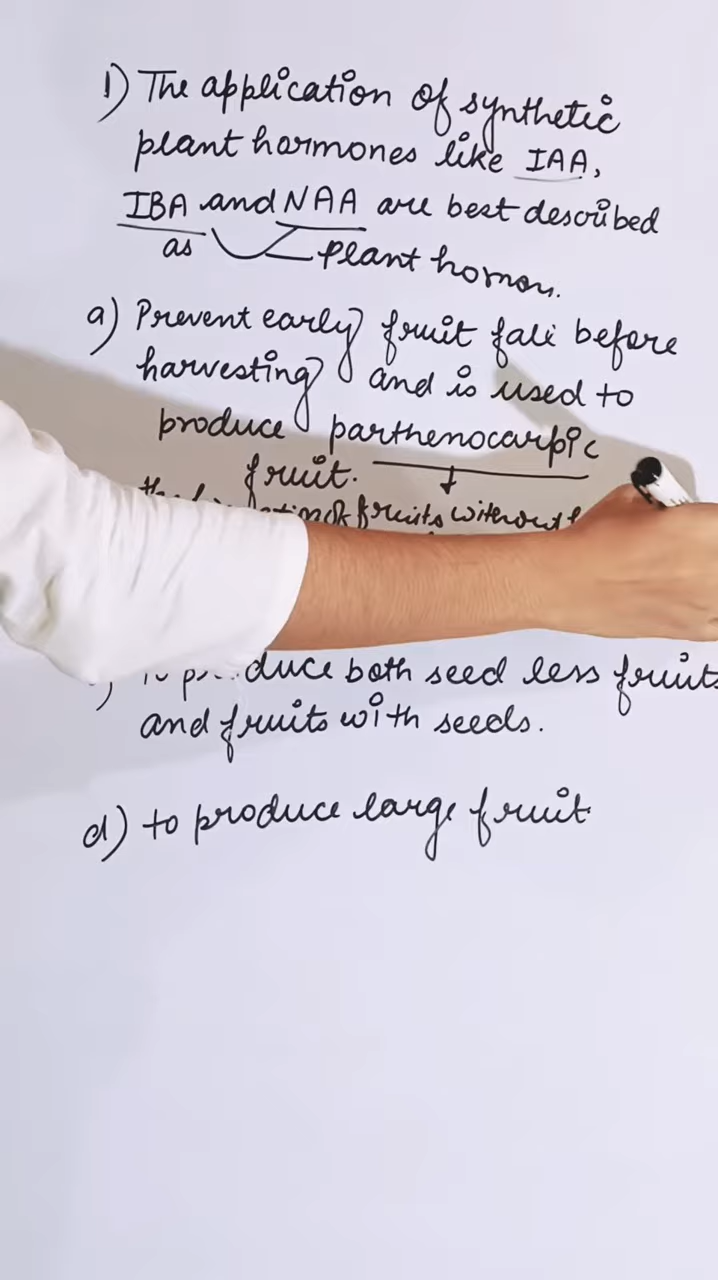 1) The application of synthetic
plant hormones like IAA,
IBA and NAA are best described
as plant hormon.
a) Prevent early fruit fall before
harvesting and is used to
produce parthenocarpic
fruit.
of fruits without
duce both seed less fruits
and fruits with seeds.
d) to produce large fruit